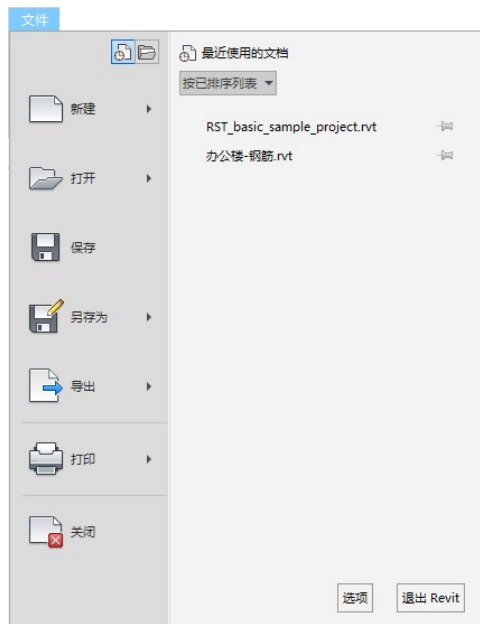 文件
最近使用的文档
按已排序列表
新建
RST_basic_sample_project.rvt
办公楼-钢筋.rvt
打开
保存
另存为
导出
打印
关闭
选项
退出 Revit